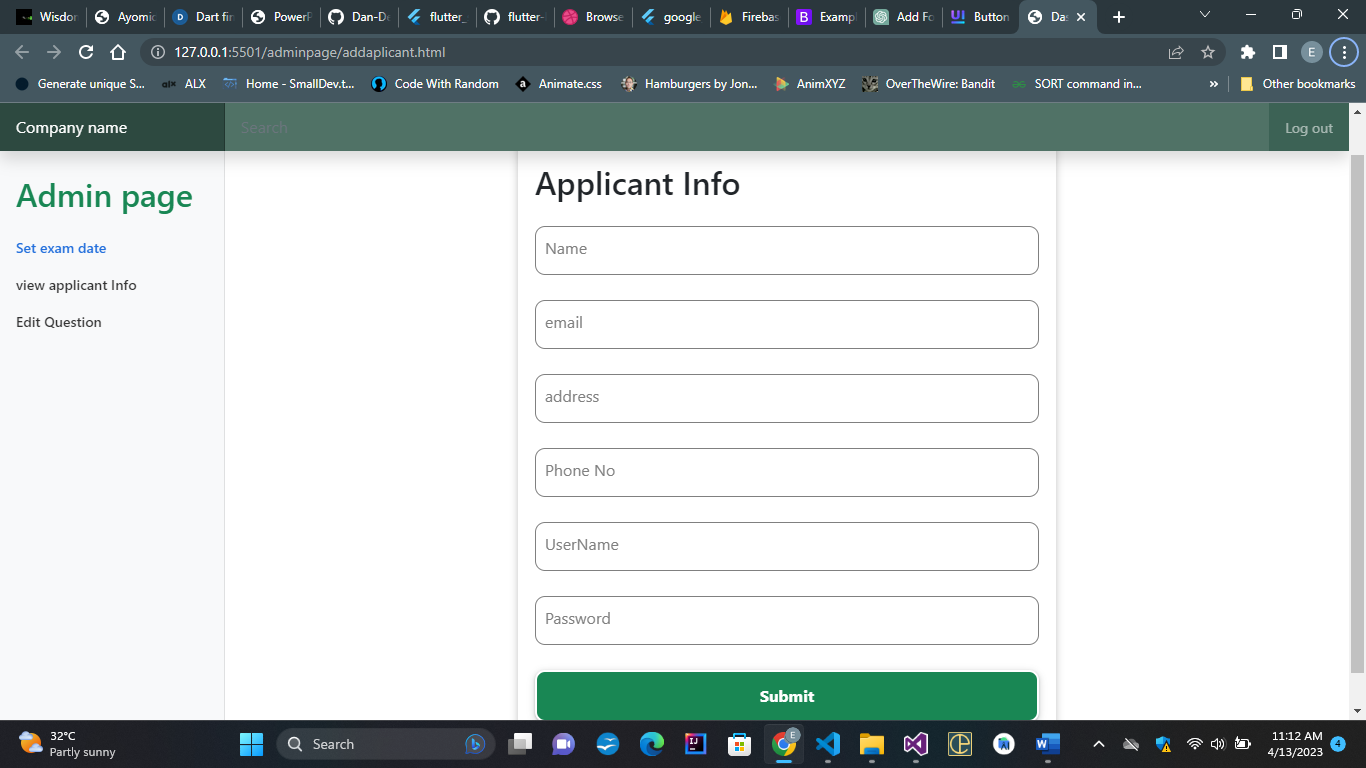 Wisdor Ayomic Dart fin PowerP Dan-De flutter_ flutter- Browse google Firebas Exampl Add Fo Button Das
127.0.0.1:5501/adminpage/addaplicant.html E
Generate unique S... alx ALX Home - SmallDev.t... Code With Random a Animate.css Hamburgers by Jon... AnimXYZ OverTheWire: Bandit SORT command in... » Other bookmarks
Company name Search Log out
Admin page
Set exam date
view applicant Info
Edit Question
Applicant Info
Name
email
address
Phone No
UserName
Password
Submit
32°C
Partly sunny
Search
11:12 AM
4/13/2023
4